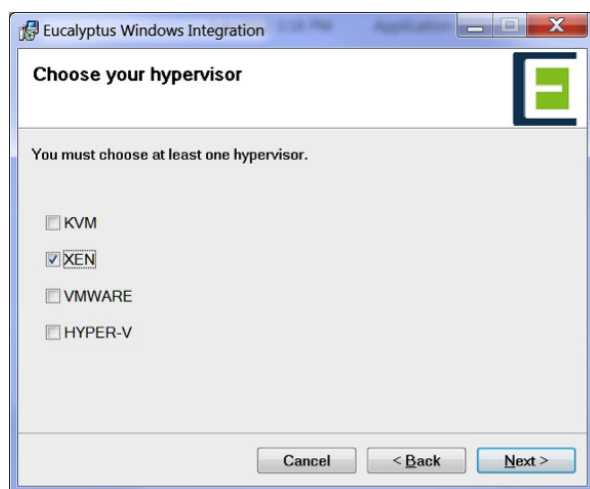 Eucalyptus Windows Integration
Choose your hypervisor
You must choose at least one hypervisor.
KVM
XEN
VMWARE
HYPER-V
Cancel < Back Next >